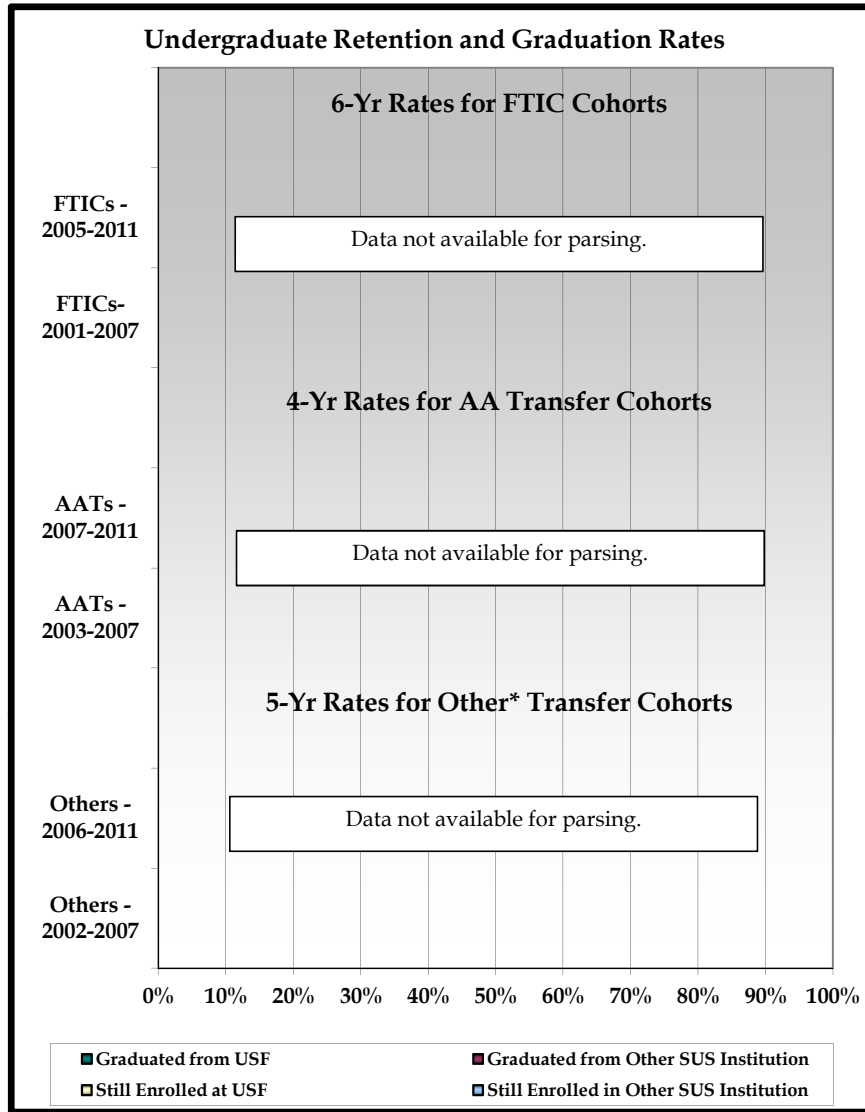 Undergraduate Retention and Graduation Rates
6-Yr Rates for FTIC Cohorts
FTICs -
2005-2011
Data not available for parsing.
FTICs-
2001-2007
4-Yr Rates for AA Transfer Cohorts
AATs -
2007-2011
Data not available for parsing.
AATs -
2003-2007
5-Yr Rates for Other* Transfer Cohorts
Others -
2006-2011
Data not available for parsing.
Others -
2002-2007
0% 10% 20% 30% 40% 50% 60% 70% 80% 90% 100%
Graduated from USF Graduated from Other SUS Institution
Still Enrolled at USF Still Enrolled in Other SUS Institution